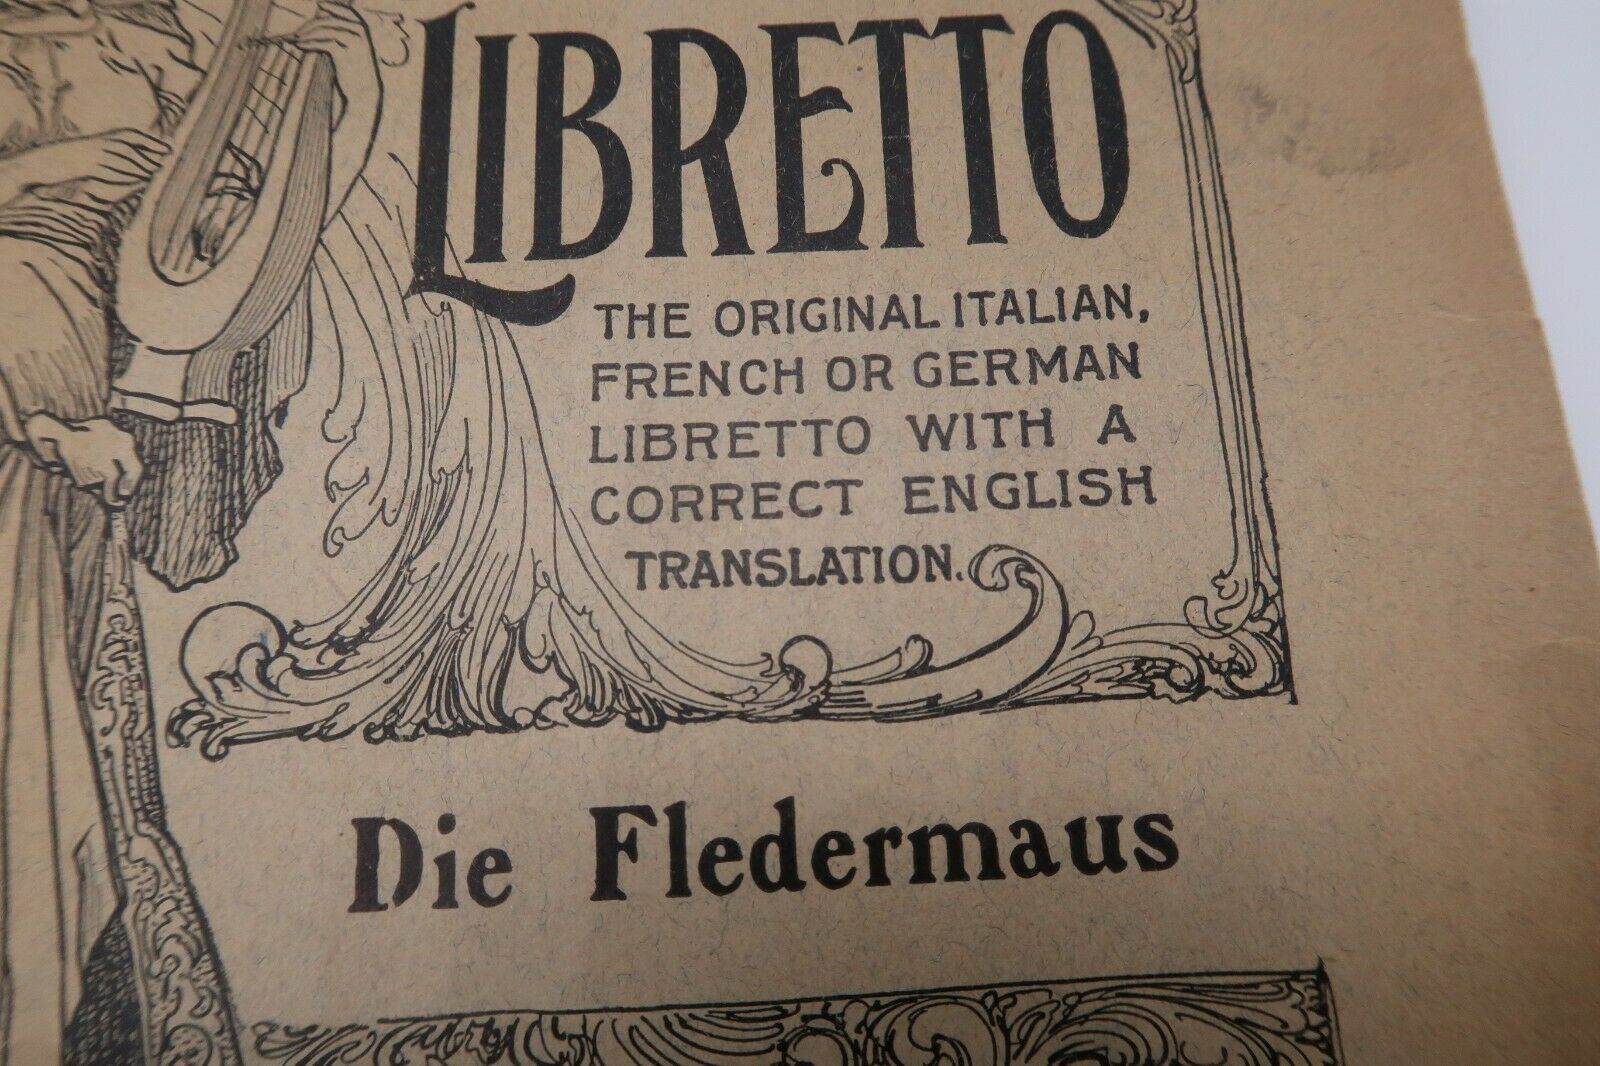 LIBRETTO
THE ORIGINAL ITALIAN,
FRENCH OR GERMAN
LIBRETTO WITH A
CORRECT ENGLISH
TRANSLATION.
Die Fledermaus